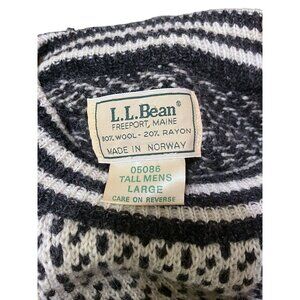 L.L.Bean®
FREEPORT, MAINE
80% WOOL - 20% RAYON
MADE IN NORWAY
05086
TALL MENS
LARGE
CARE ON REVERSE